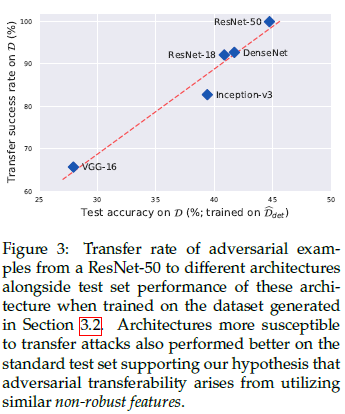 Transfer success rate on 𝒟 (%)
100
90
80
70
60
ResNet-50
ResNet-18
DenseNet
Inception-v3
VGG-16
25
30
35
40
45
50
Test accuracy on 𝒟 (%; trained on 𝒟̂det)
Figure 3: Transfer rate of adversarial exam-
ples from a ResNet-50 to different architectures
alongside test set performance of these archi-
tecture when trained on the dataset generated
in Section 3.2. Architectures more susceptible
to transfer attacks also performed better on the
standard test set supporting our hypothesis that
adversarial transferability arises from utilizing
similar non-robust features.